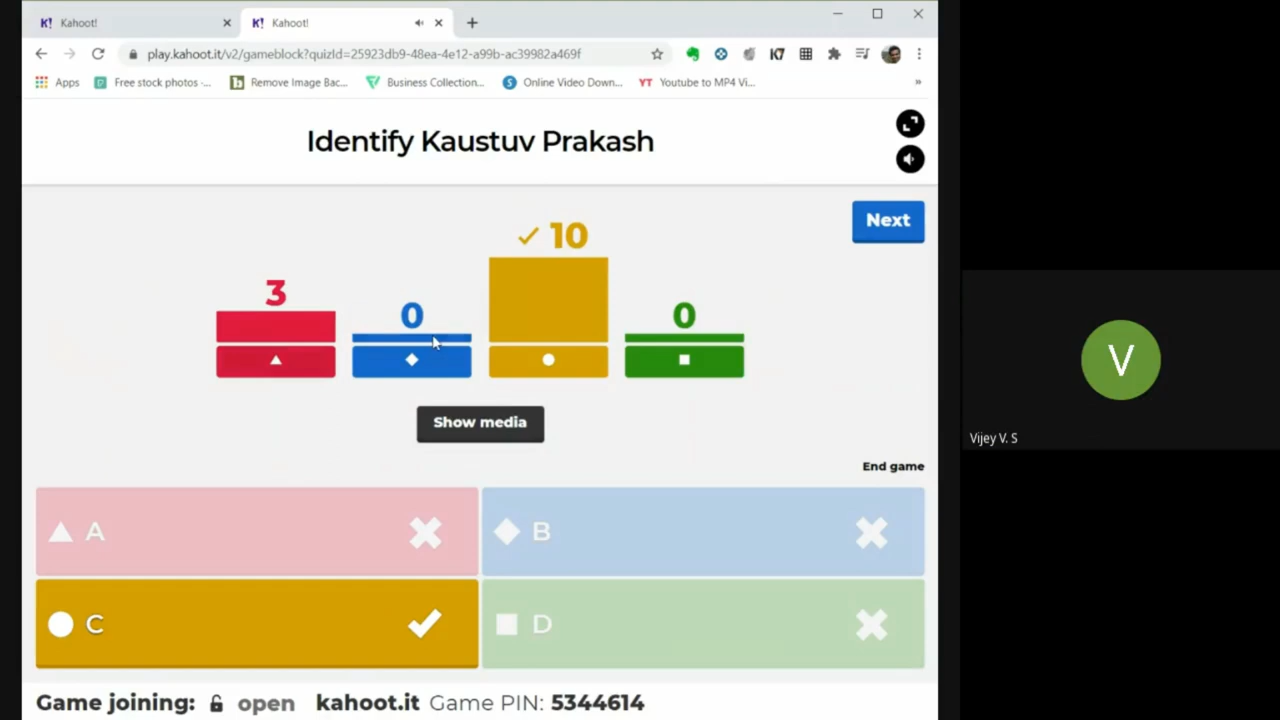 K! Kahoot!
K! Kahoot!
play.kahoot.it/v2/gameblock?quizId=25923db9-48ea-4e12-a99b-ac39982a469f
K7
Apps
Free stock photos -...
b Remove Image Bac...
Business Collection...
S Online Video Down...
YT Youtube to MP4 Vi...
»
Identify Kaustuv Prakash
Next
10
3
0
0
Show media
End game
A
B
C
D
Game joining: open kahoot.it Game PIN: 5344614
V
Vijey V. S